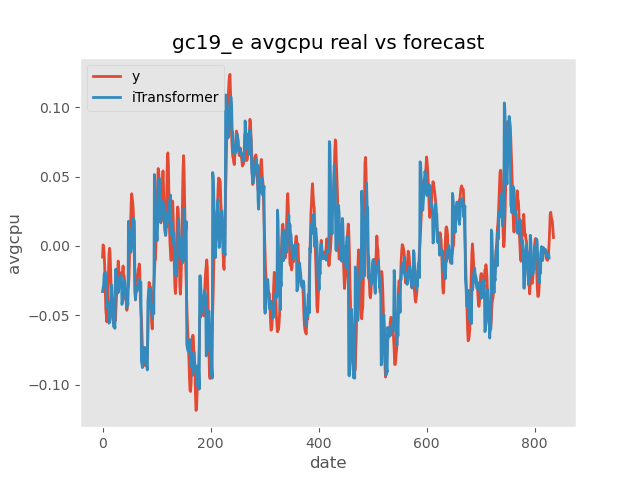 gc19_e avgcpu real vs forecast
y
iTransformer
avgcpu
0.10
0.05
0.00
−0.05
−0.10
0
200
400
600
800
date